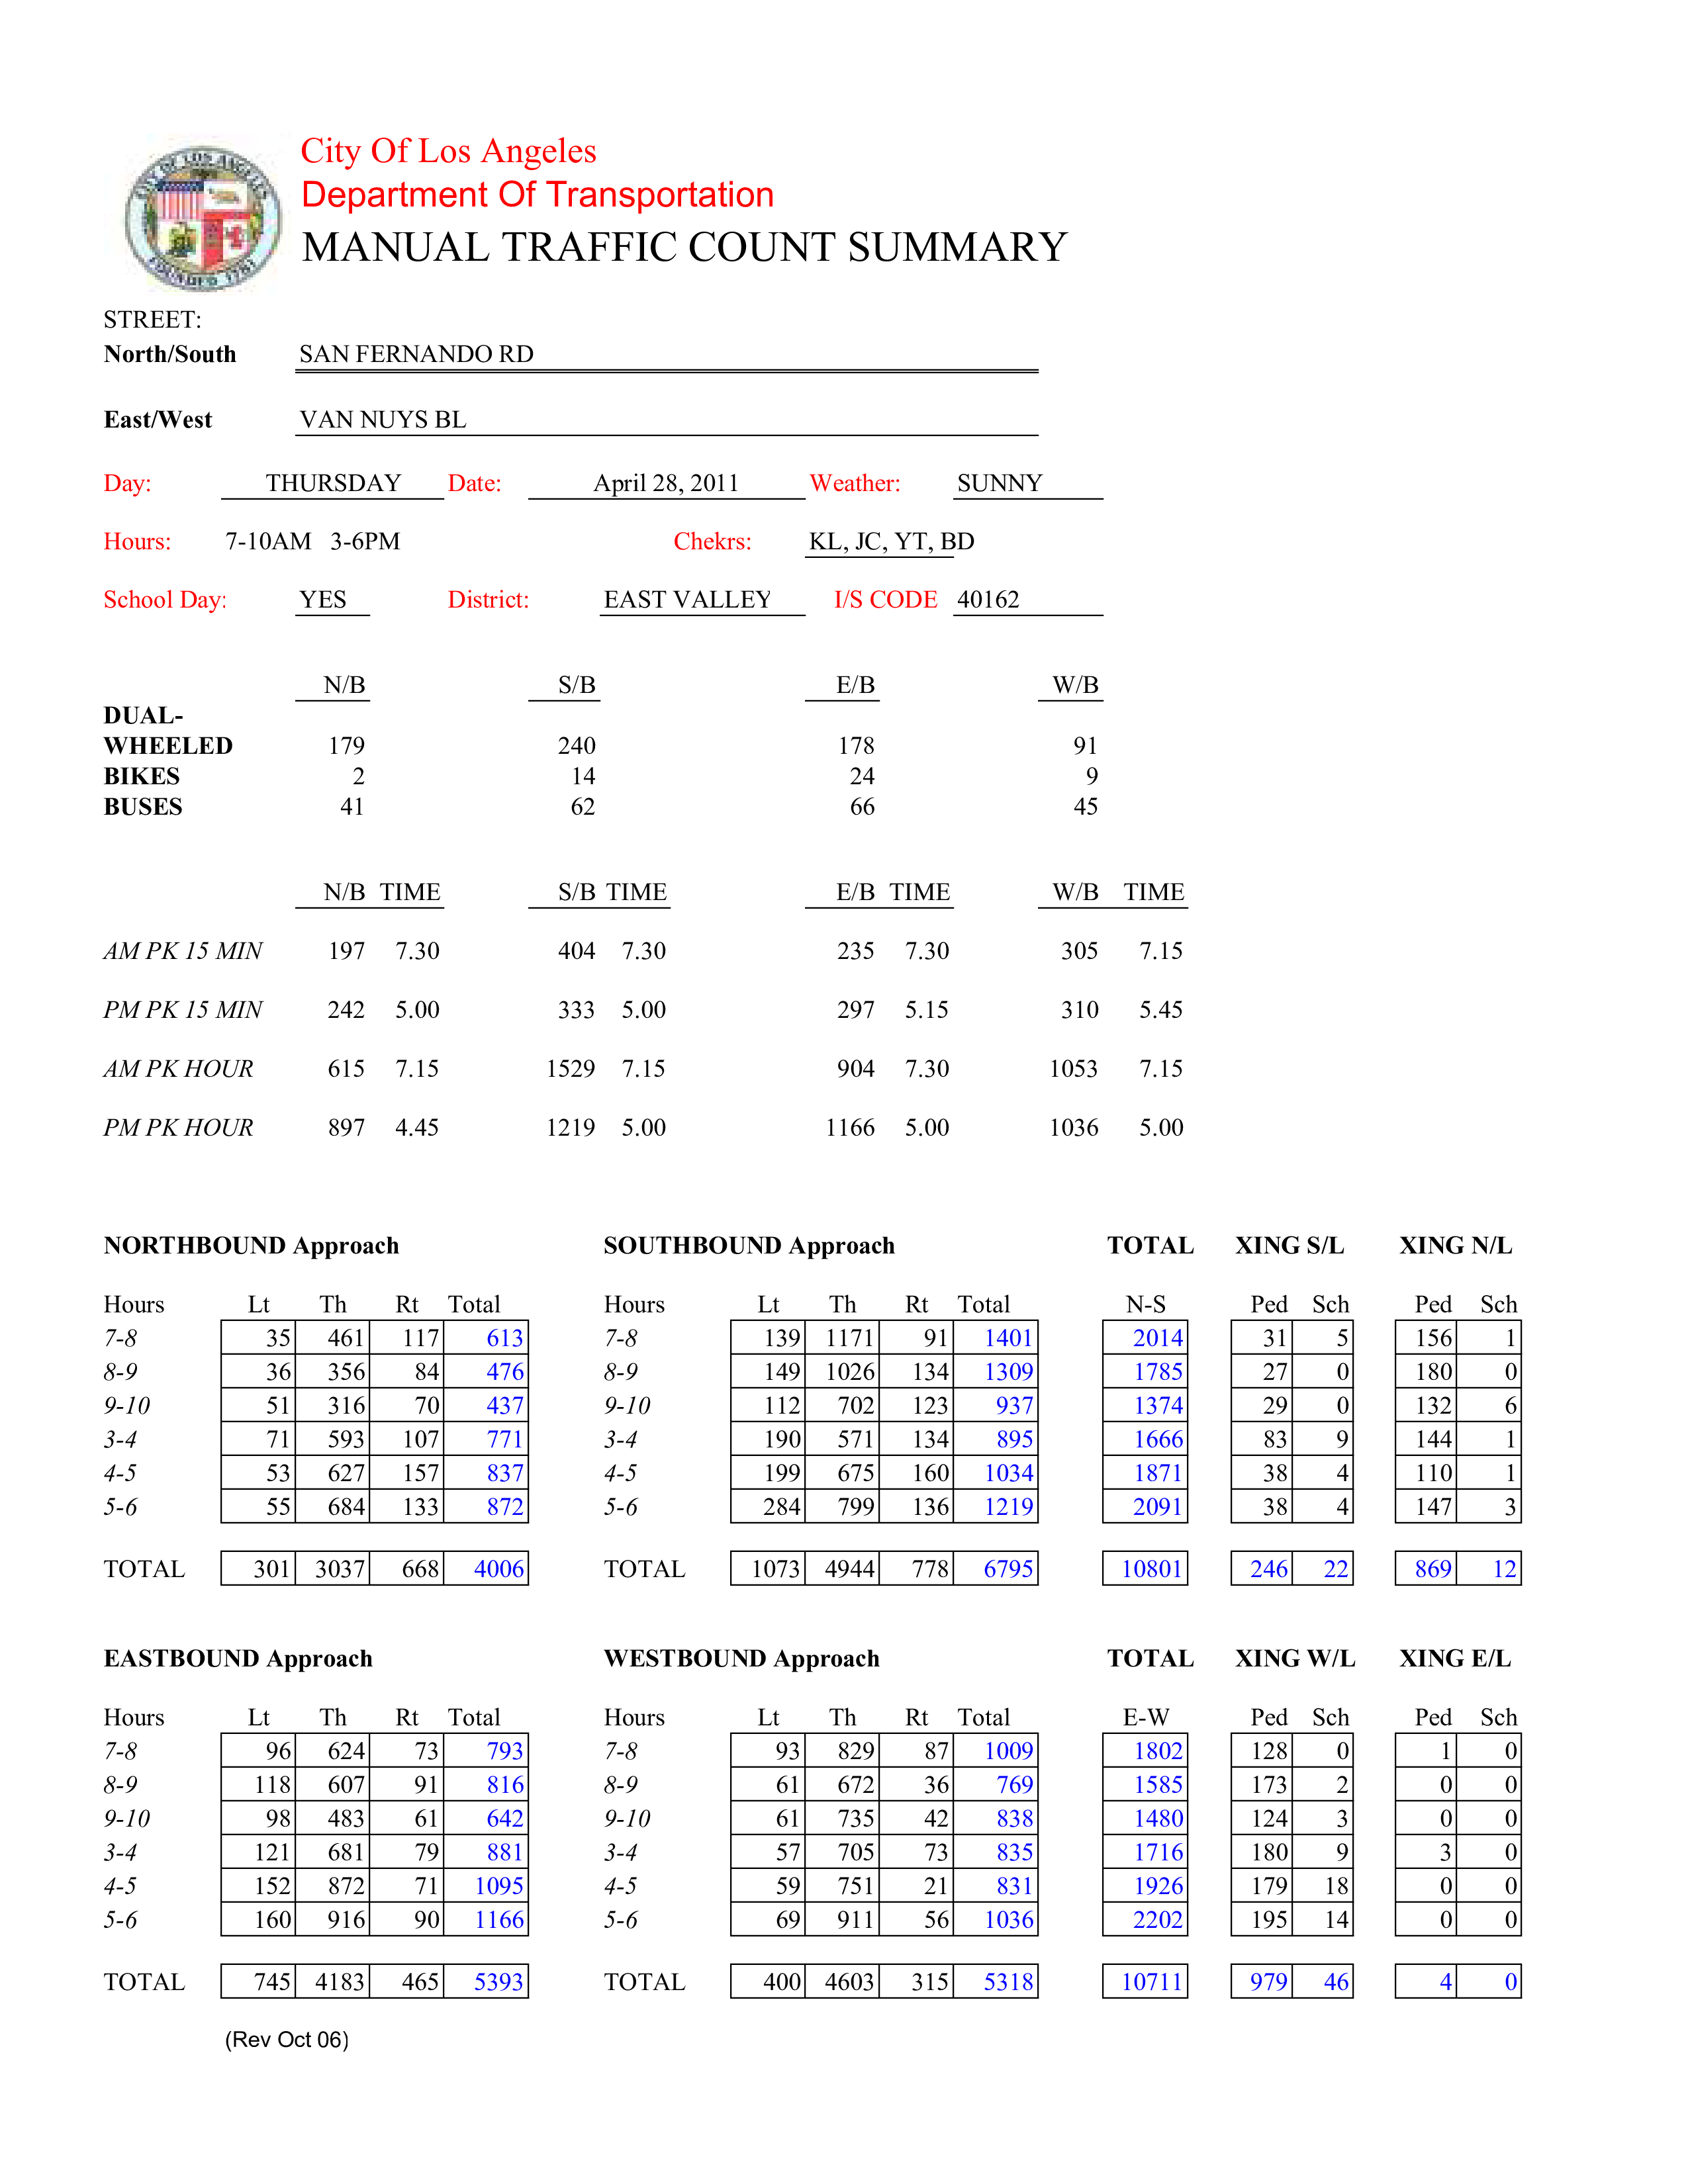 CITY OF LOS ANGELES
FOUNDED 1781
City Of Los Angeles
Department Of Transportation
MANUAL TRAFFIC COUNT SUMMARY
STREET:
North/South SAN FERNANDO RD
East/West VAN NUYS BL
Day: THURSDAY Date: April 28, 2011 Weather: SUNNY
Hours: 7-10AM 3-6PM Chekrs: KL, JC, YT, BD
School Day: YES District: EAST VALLEY I/S CODE 40162
N/B S/B E/B W/B
DUAL-
WHEELED 179 240 178 91
BIKES 2 14 24 9
BUSES 41 62 66 45
N/B TIME S/B TIME E/B TIME W/B TIME
AM PK 15 MIN 197 7.30 404 7.30 235 7.30 305 7.15
PM PK 15 MIN 242 5.00 333 5.00 297 5.15 310 5.45
AM PK HOUR 615 7.15 1529 7.15 904 7.30 1053 7.15
PM PK HOUR 897 4.45 1219 5.00 1166 5.00 1036 5.00
NORTHBOUND Approach SOUTHBOUND Approach TOTAL XING S/L XING N/L
Hours Lt Th Rt Total Hours Lt Th Rt Total N-S Ped Sch Ped Sch
7-8 35 461 117 613 7-8 139 1171 91 1401 2014 31 5 156 1
8-9 36 356 84 476 8-9 149 1026 134 1309 1785 27 0 180 0
9-10 51 316 70 437 9-10 112 702 123 937 1374 29 0 132 6
3-4 71 593 107 771 3-4 190 571 134 895 1666 83 9 144 1
4-5 53 627 157 837 4-5 199 675 160 1034 1871 38 4 110 1
5-6 55 684 133 872 5-6 284 799 136 1219 2091 38 4 147 3
TOTAL 301 3037 668 4006 TOTAL 1073 4944 778 6795 10801 246 22 869 12
EASTBOUND Approach WESTBOUND Approach TOTAL XING W/L XING E/L
Hours Lt Th Rt Total Hours Lt Th Rt Total E-W Ped Sch Ped Sch
7-8 96 624 73 793 7-8 93 829 87 1009 1802 128 0 1 0
8-9 118 607 91 816 8-9 61 672 36 769 1585 173 2 0 0
9-10 98 483 61 642 9-10 61 735 42 838 1480 124 3 0 0
3-4 121 681 79 881 3-4 57 705 73 835 1716 180 9 3 0
4-5 152 872 71 1095 4-5 59 751 21 831 1926 179 18 0 0
5-6 160 916 90 1166 5-6 69 911 56 1036 2202 195 14 0 0
TOTAL 745 4183 465 5393 TOTAL 400 4603 315 5318 10711 979 46 4 0
(Rev Oct 06)